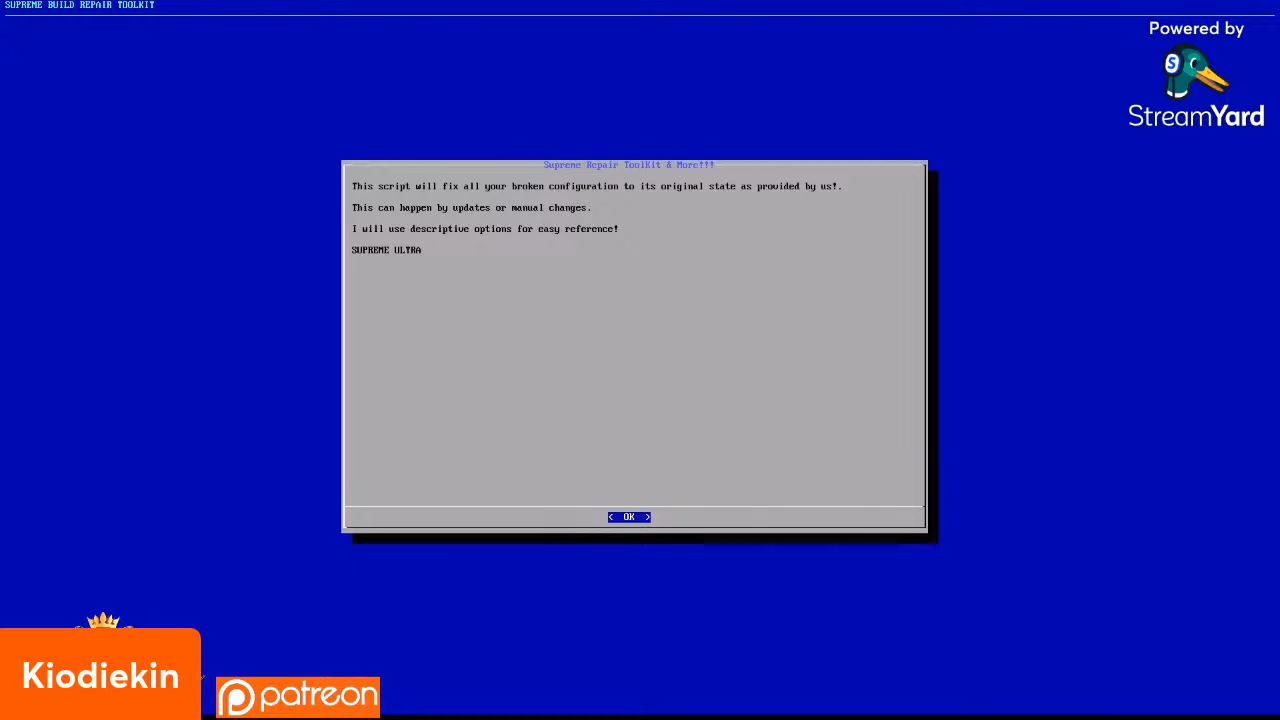 SUPREME BUILD REPAIR TOOLKIT
Powered by
S
StreamYard
Supreme Repair ToolKit & More!!!
This script will fix all your broken configuration to its original state as provided by us!.
This can happen by updates or manual changes.
I will use descriptive options for easy reference!
SUPREME ULTRA
< OK >
Kiodiekin
patreon